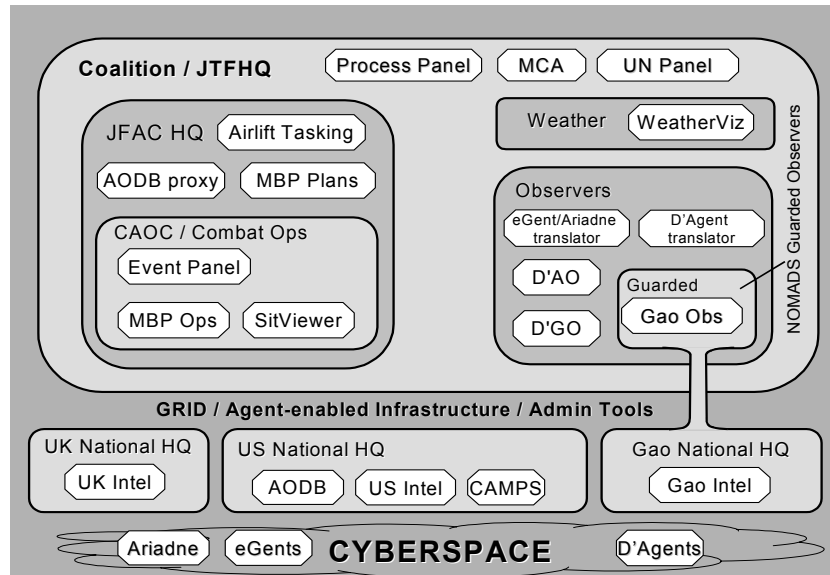 Coalition / JTFHQ
Process Panel
MCA
UN Panel
JFAC HQ
Airlift Tasking
AODB proxy
MBP Plans
CAOC / Combat Ops
Event Panel
MBP Ops
SitViewer
Weather
WeatherViz
Observers
eGent/Ariadne
translator
D'Agent
translator
D'AO
D'GO
Guarded
Gao Obs
NOMADS Guarded Observers
GRID / Agent-enabled Infrastructure / Admin Tools
UK National HQ
UK Intel
US National HQ
AODB
US Intel
CAMPS
Gao National HQ
Gao Intel
Ariadne
eGents
CYBERSPACE
D'Agents